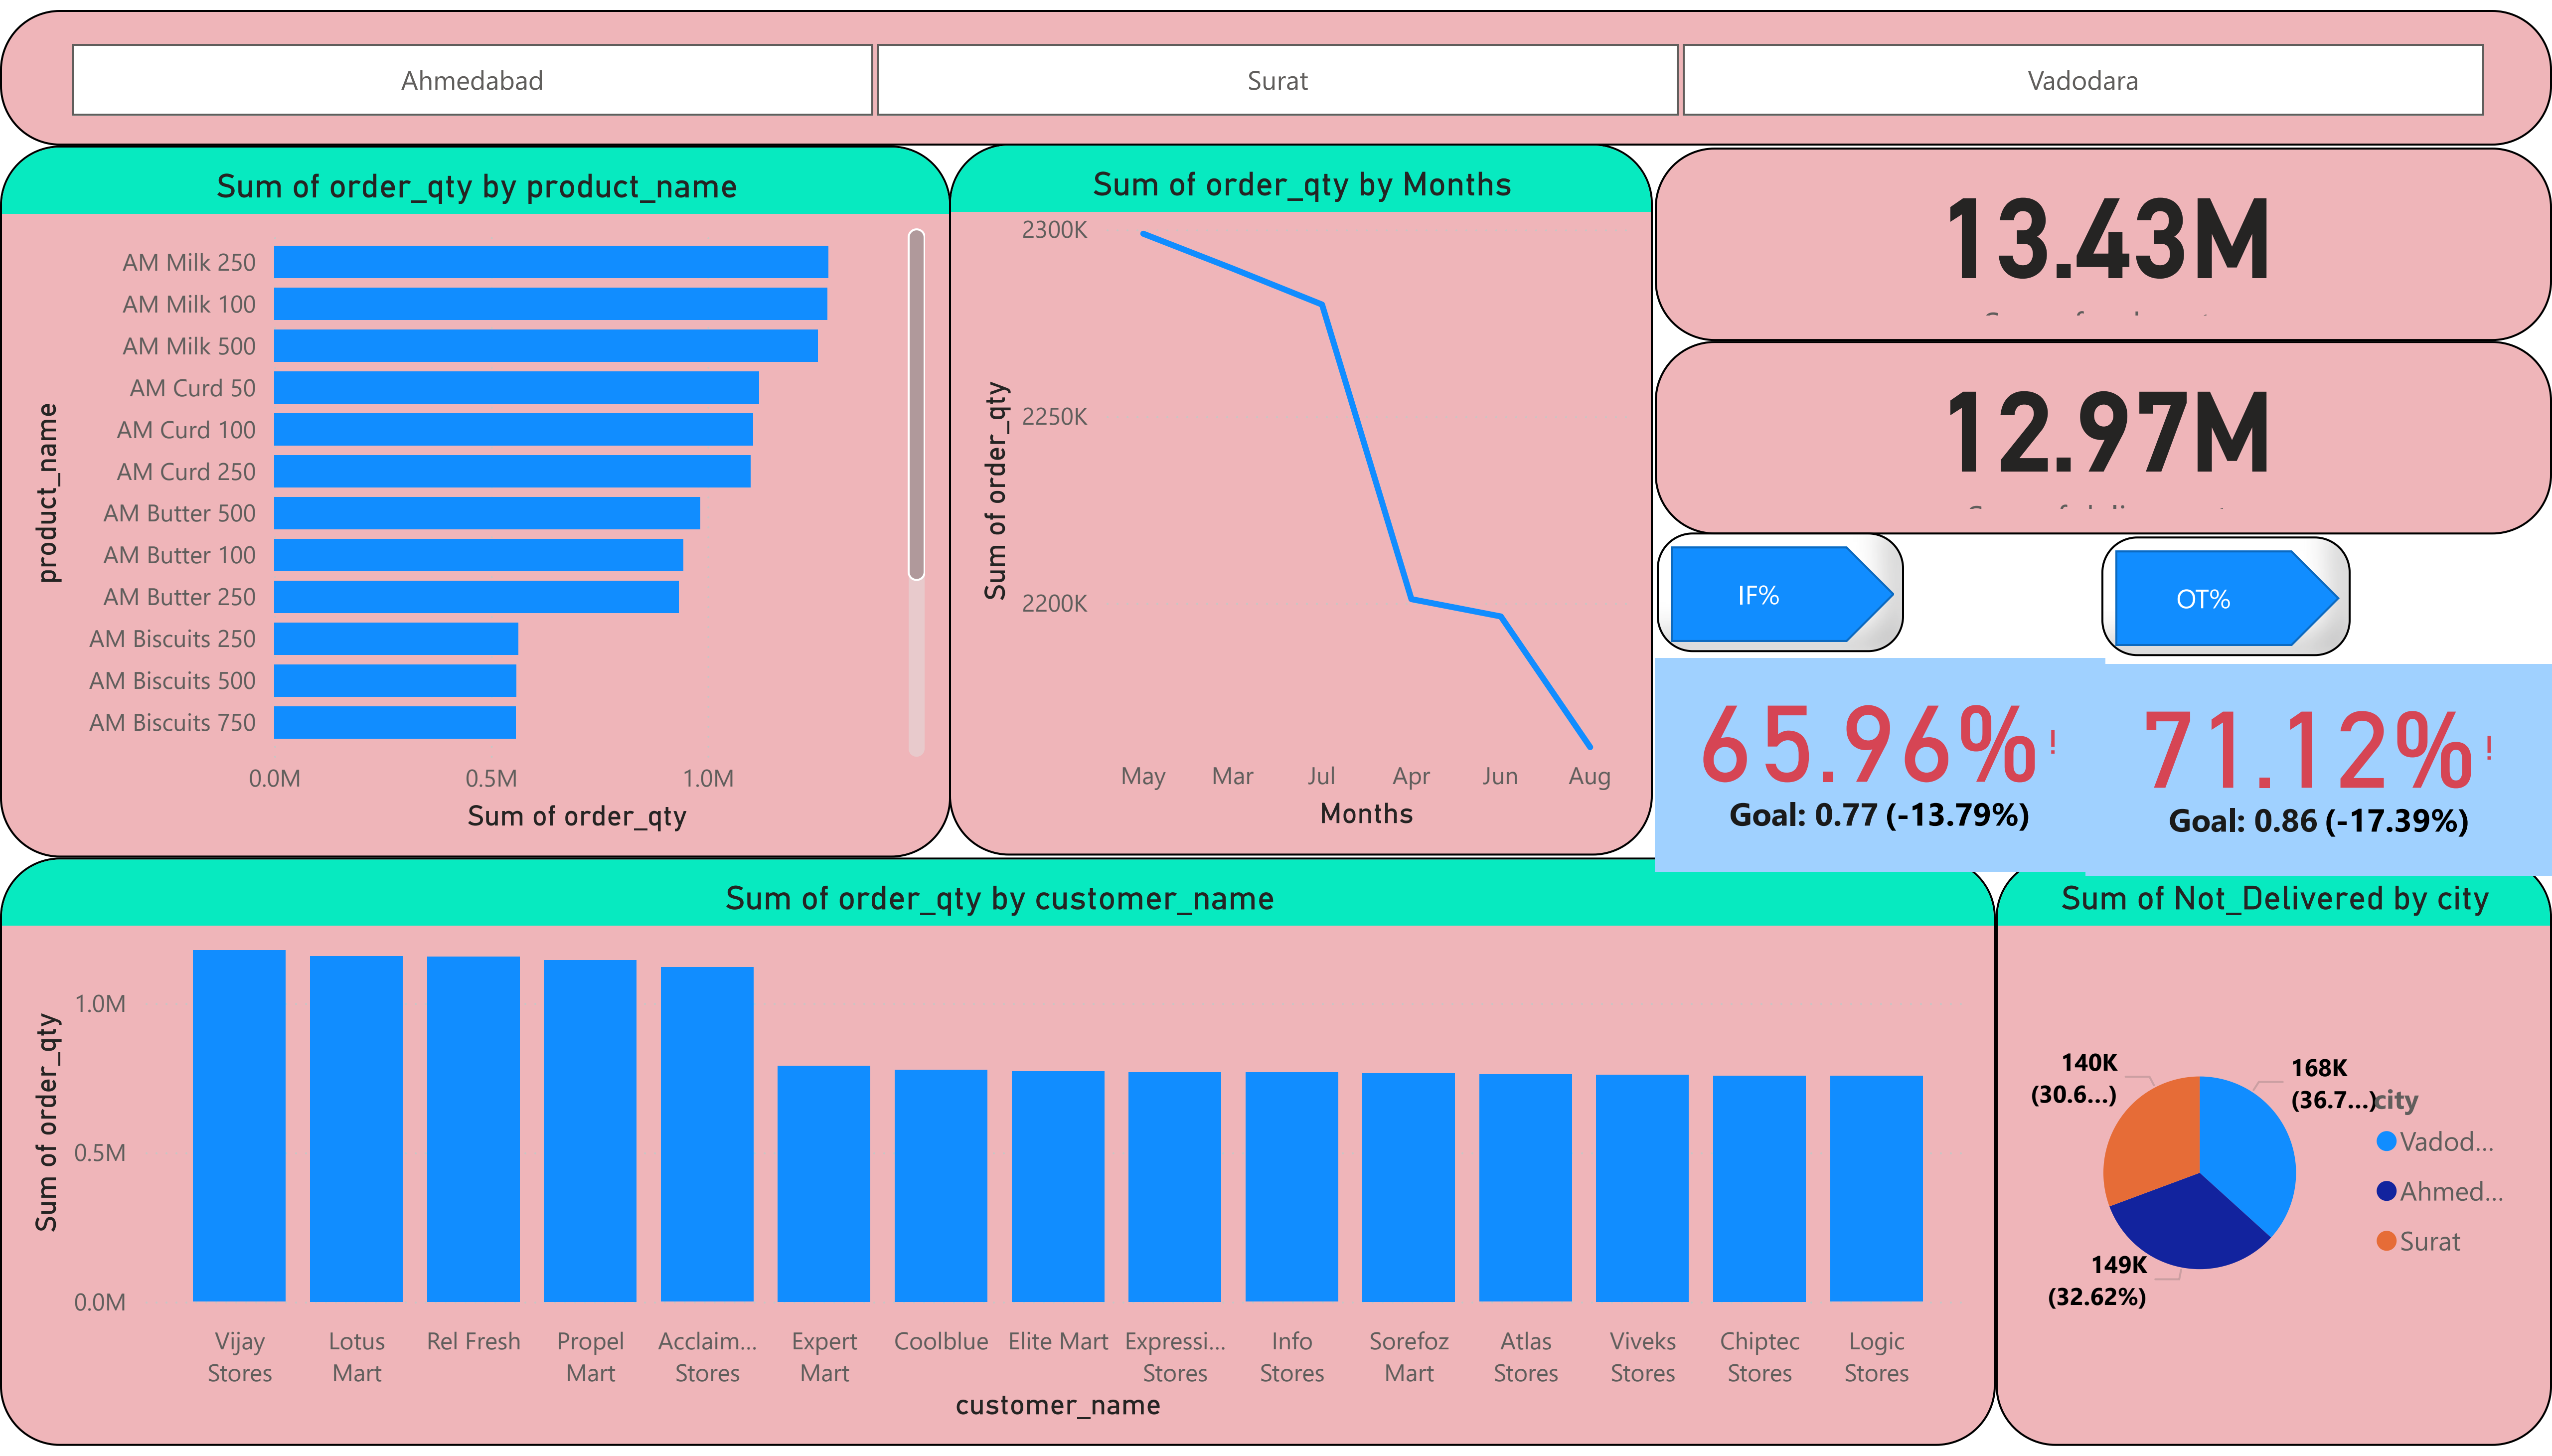 Ahmedabad
Surat
Vadodara
Sum of order_qty by product_name
product_name
AM Milk 250
AM Milk 100
AM Milk 500
AM Curd 50
AM Curd 100
AM Curd 250
AM Butter 500
AM Butter 100
AM Butter 250
AM Biscuits 250
AM Biscuits 500
AM Biscuits 750
0.0M
0.5M
1.0M
Sum of order_qty
Sum of order_qty by Months
Sum of order_qty
2300K
2250K
2200K
May
Mar
Jul
Apr
Jun
Aug
Months
13.43M
12.97M
IF%
65.96%!
Goal: 0.77 (-13.79%)
OT%
71.12%!
Goal: 0.86 (-17.39%)
Sum of order_qty by customer_name
Sum of order_qty
1.0M
0.5M
0.0M
Vijay
Stores
Lotus
Mart
Rel Fresh
Propel
Mart
Acclaim...
Stores
Expert
Mart
Coolblue
Elite Mart
Expressi...
Stores
Info
Stores
Sorefoz
Mart
Atlas
Stores
Viveks
Stores
Chiptec
Stores
Logic
Stores
customer_name
Sum of Not_Delivered by city
140K
(30.6...)
168K
(36.7...)
149K
(32.62%)
city
Vadod...
Ahmed...
Surat